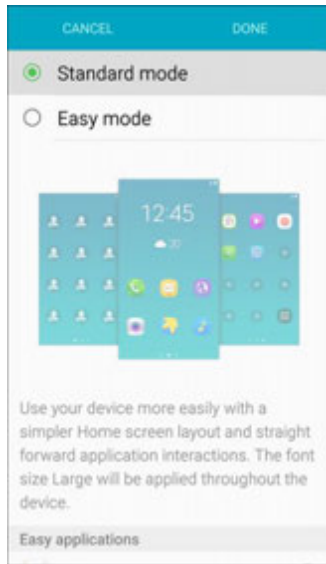 CANCEL DONE
Standard mode
Easy mode
12:45
Use your device more easily with a
simpler Home screen layout and straight
forward application interactions. The font
size Large will be applied throughout the
device.
Easy applications